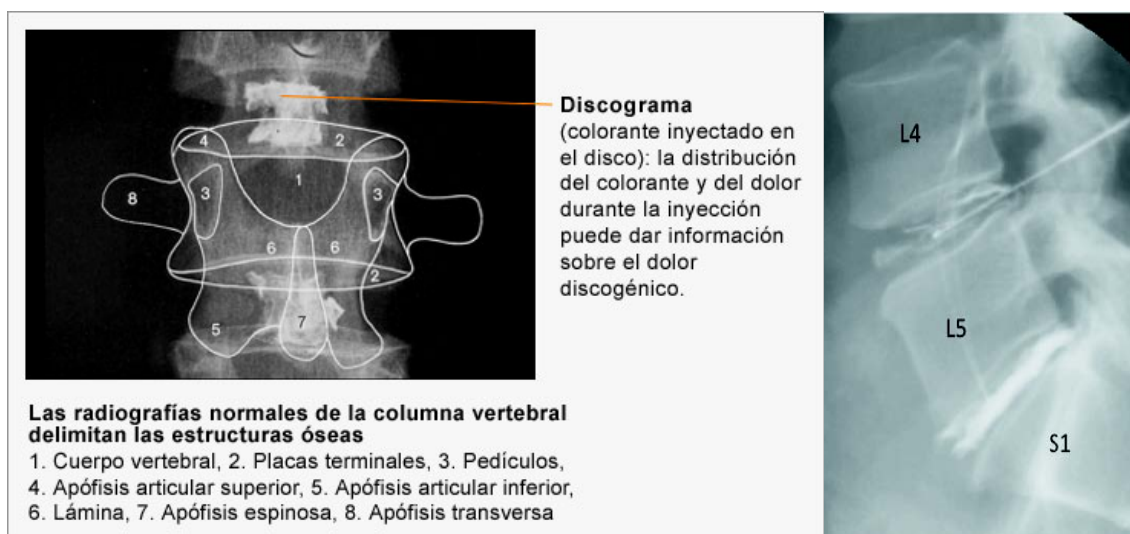 4
2
1
3
3
8
6
6
2
5
7
Discograma
(colorante inyectado en
el disco): la distribución
del colorante y del dolor
durante la inyección
puede dar información
sobre el dolor
discogénico.
Las radiografías normales de la columna vertebral
delimitan las estructuras óseas
1. Cuerpo vertebral, 2. Placas terminales, 3. Pedículos,
4. Apófisis articular superior, 5. Apófisis articular inferior,
6. Lámina, 7. Apófisis espinosa, 8. Apófisis transversa
L4
L5
S1